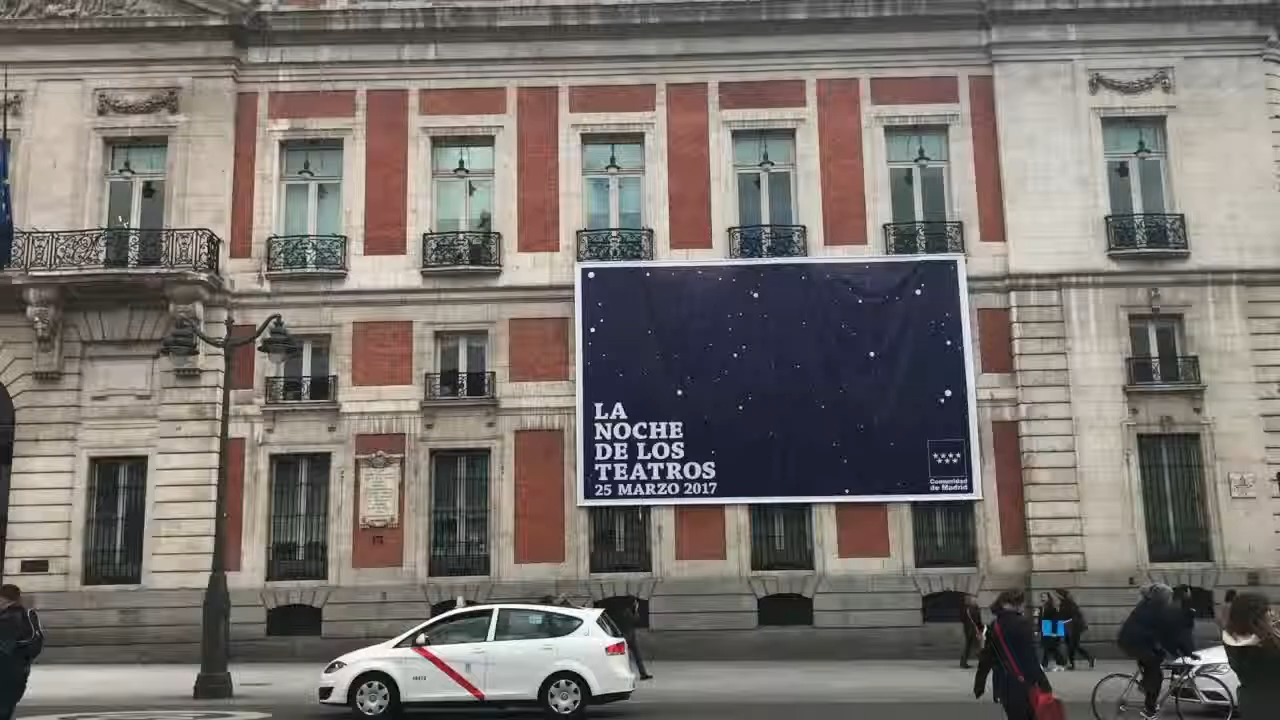 LA
NOCHE
DE LOS
TEATROS
25 MARZO 2017
Comunidad
de Madrid